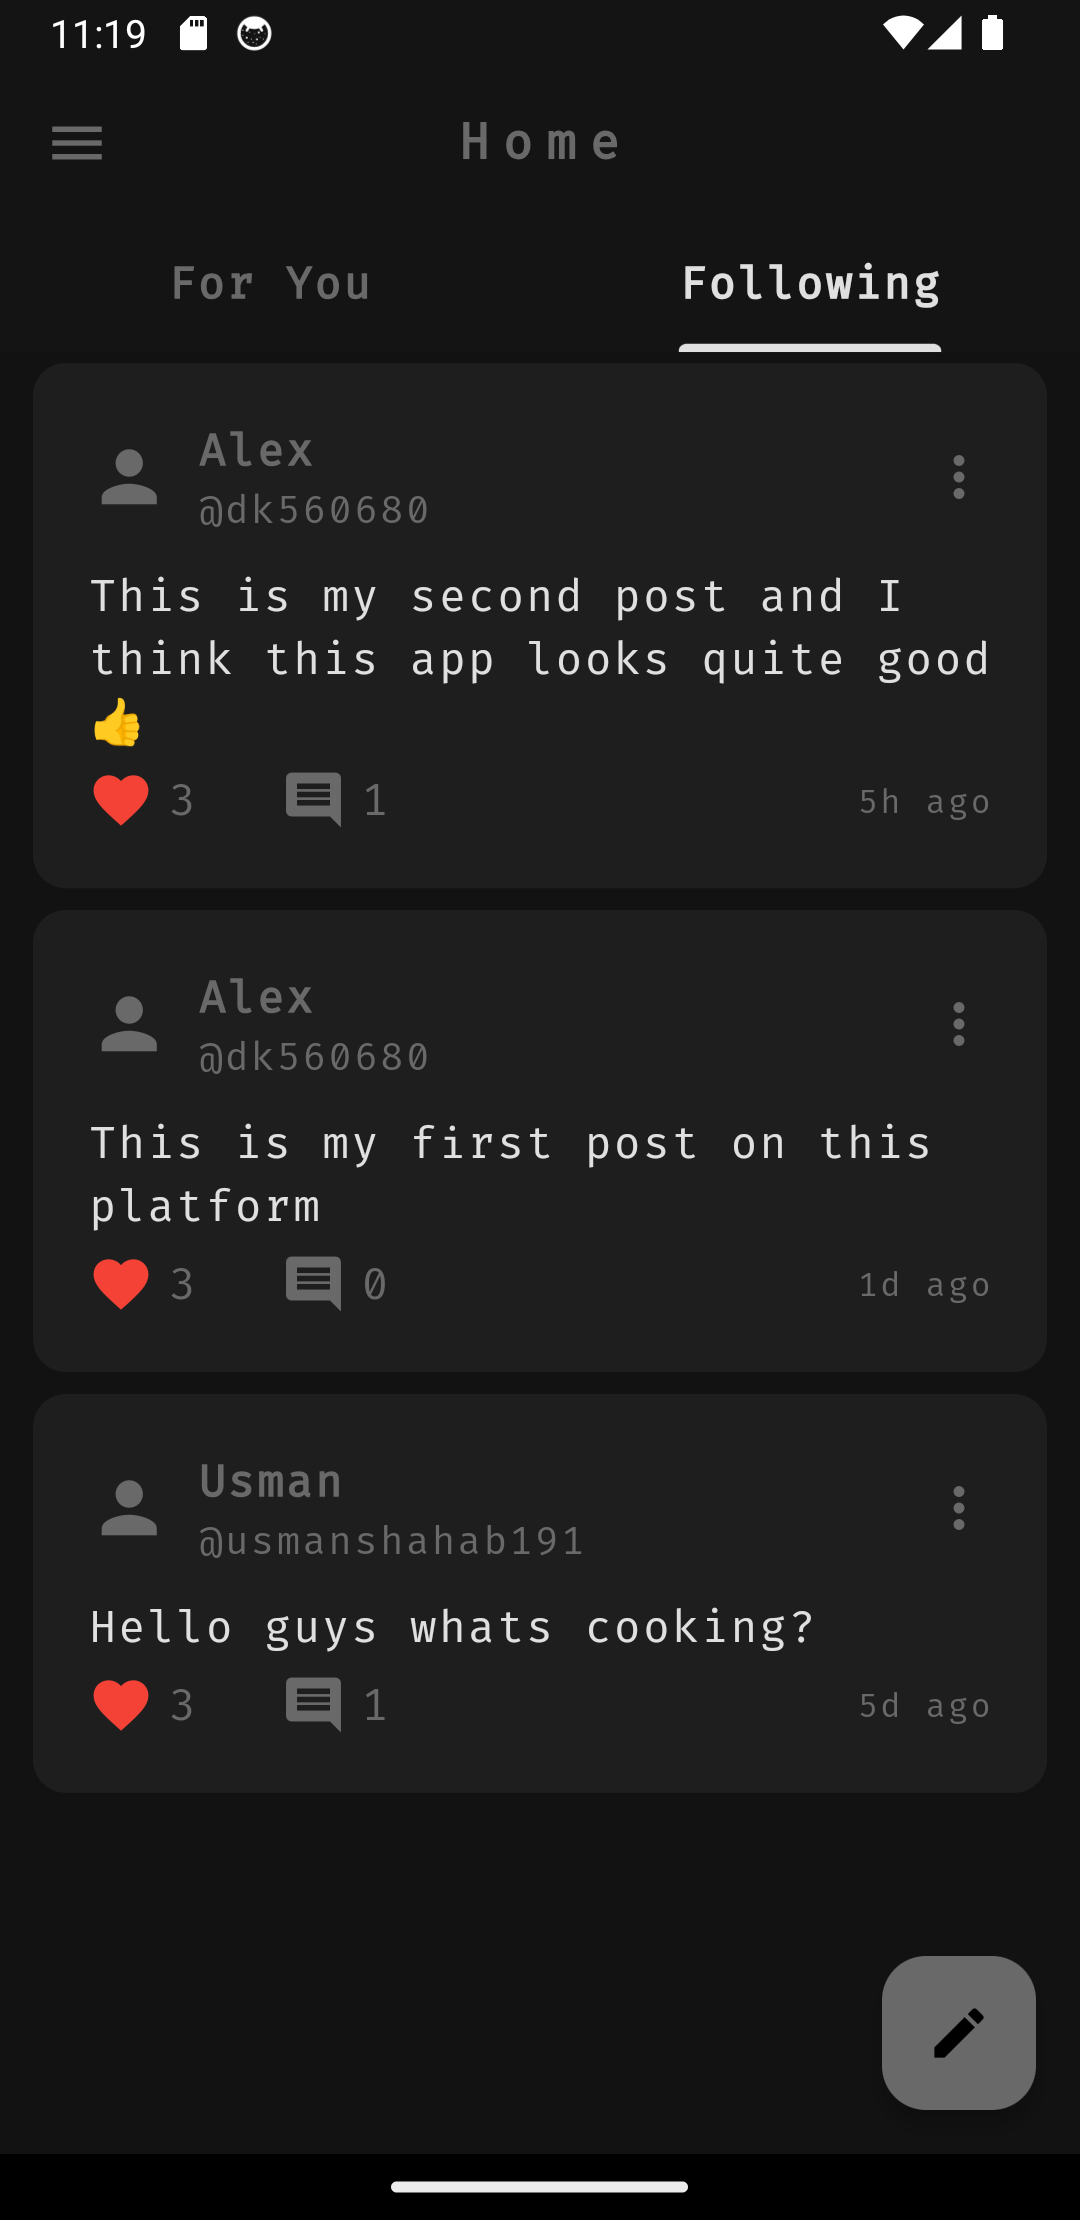 11:19
Home
For You
Following
Alex
@dk560680
This is my second post and I
think this app looks quite good
👍
3
1
5h ago
Alex
@dk560680
This is my first post on this
platform
3
0
1d ago
Usman
@usmanshahab191
Hello guys whats cooking?
3
1
5d ago